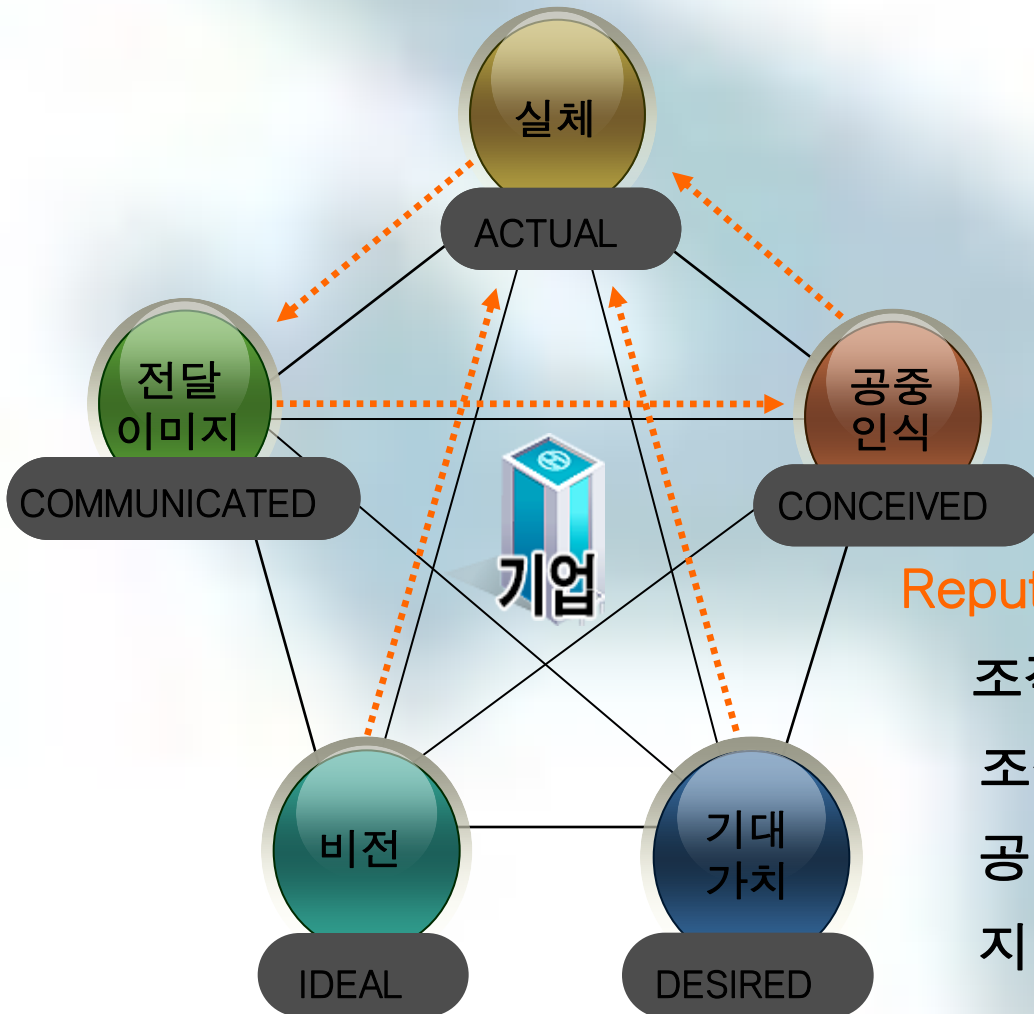 실체
ACTUAL
전달
이미지
COMMUNICATED
공중
인식
CONCEIVED
기업
비전
IDEAL
기대
가치
DESIRED